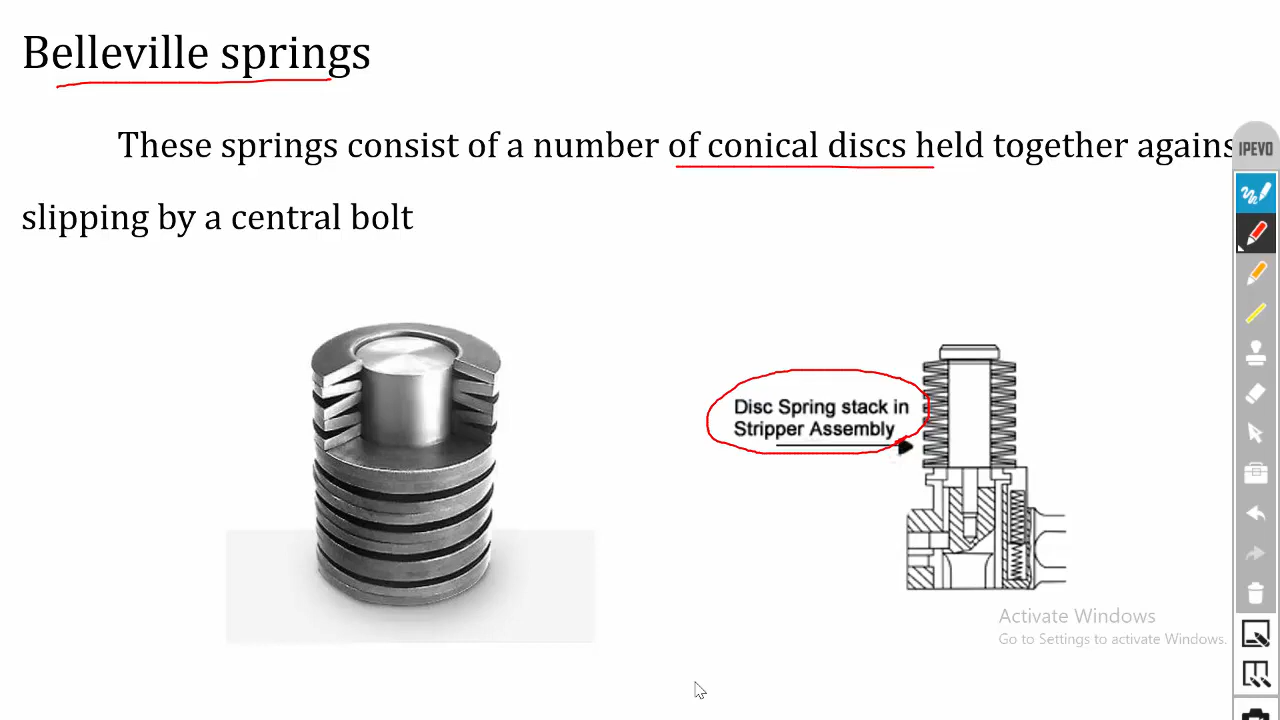 Belleville springs
These springs consist of a number of conical discs held together agains
slipping by a central bolt
Disc Spring stack in
Stripper Assembly
IPEVO
Activate Windows
Go to Settings to activate Windows.